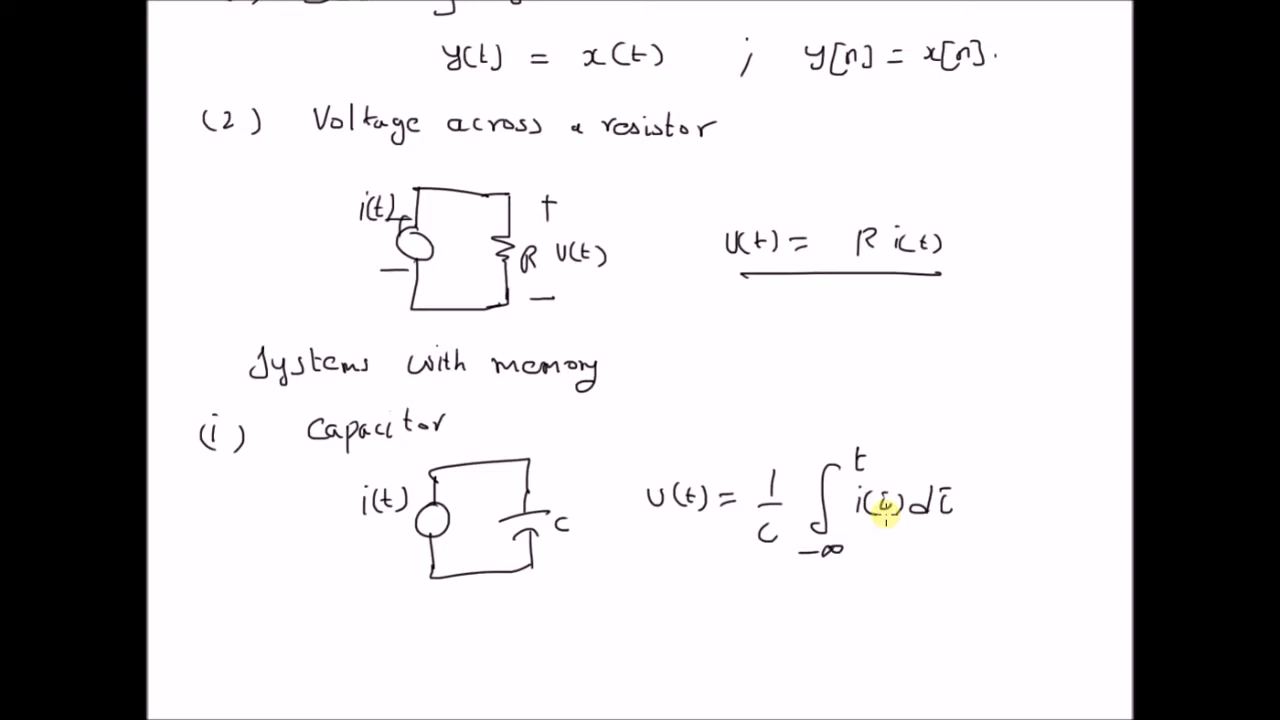 y(t) = x(t) ; y[n] = x[n].
(2) Voltage across a resistor
i(t)
+
R v(t)
−
−
v(t) = R i(t)
Systems with memory
(i) Capacitor
i(t)
C
v(t) = 1/C ∫_{-∞}^{t} i(τ)dτ